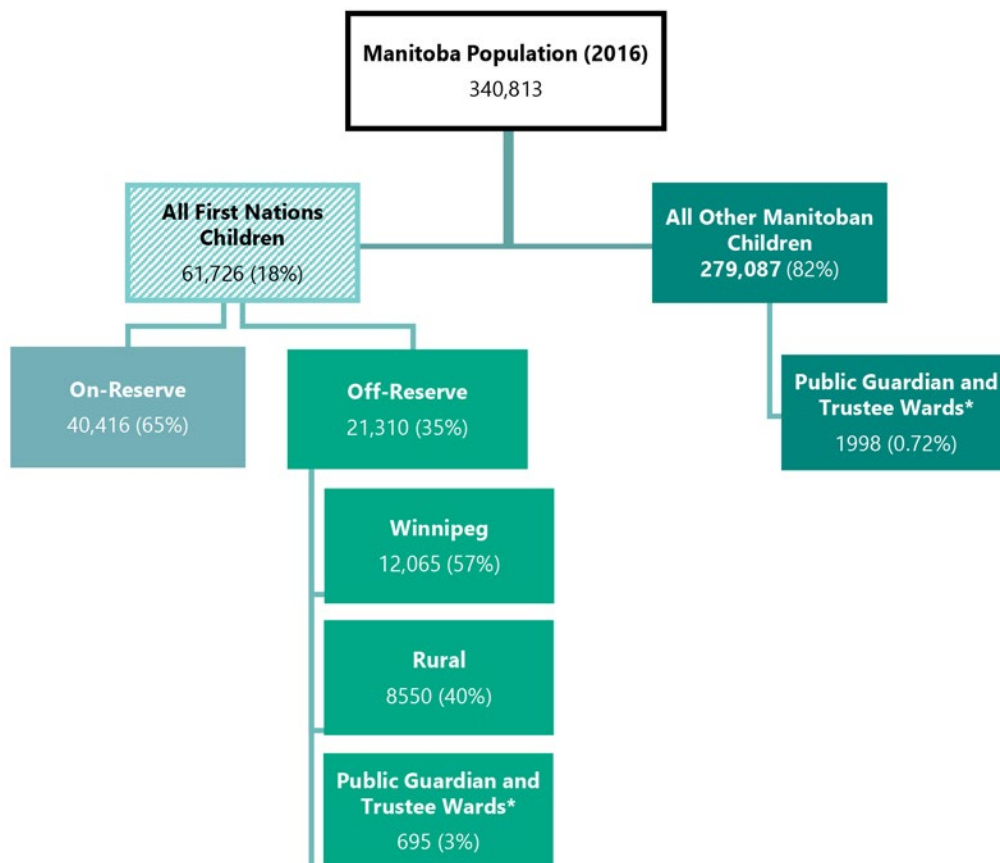 Manitoba Population (2016)
340,813
All First Nations
Children
61,726 (18%)
All Other Manitoban
Children
279,087 (82%)
On-Reserve
40,416 (65%)
Off-Reserve
21,310 (35%)
Public Guardian and
Trustee Wards*
1998 (0.72%)
Winnipeg
12,065 (57%)
Rural
8550 (40%)
Public Guardian and
Trustee Wards*
695 (3%)